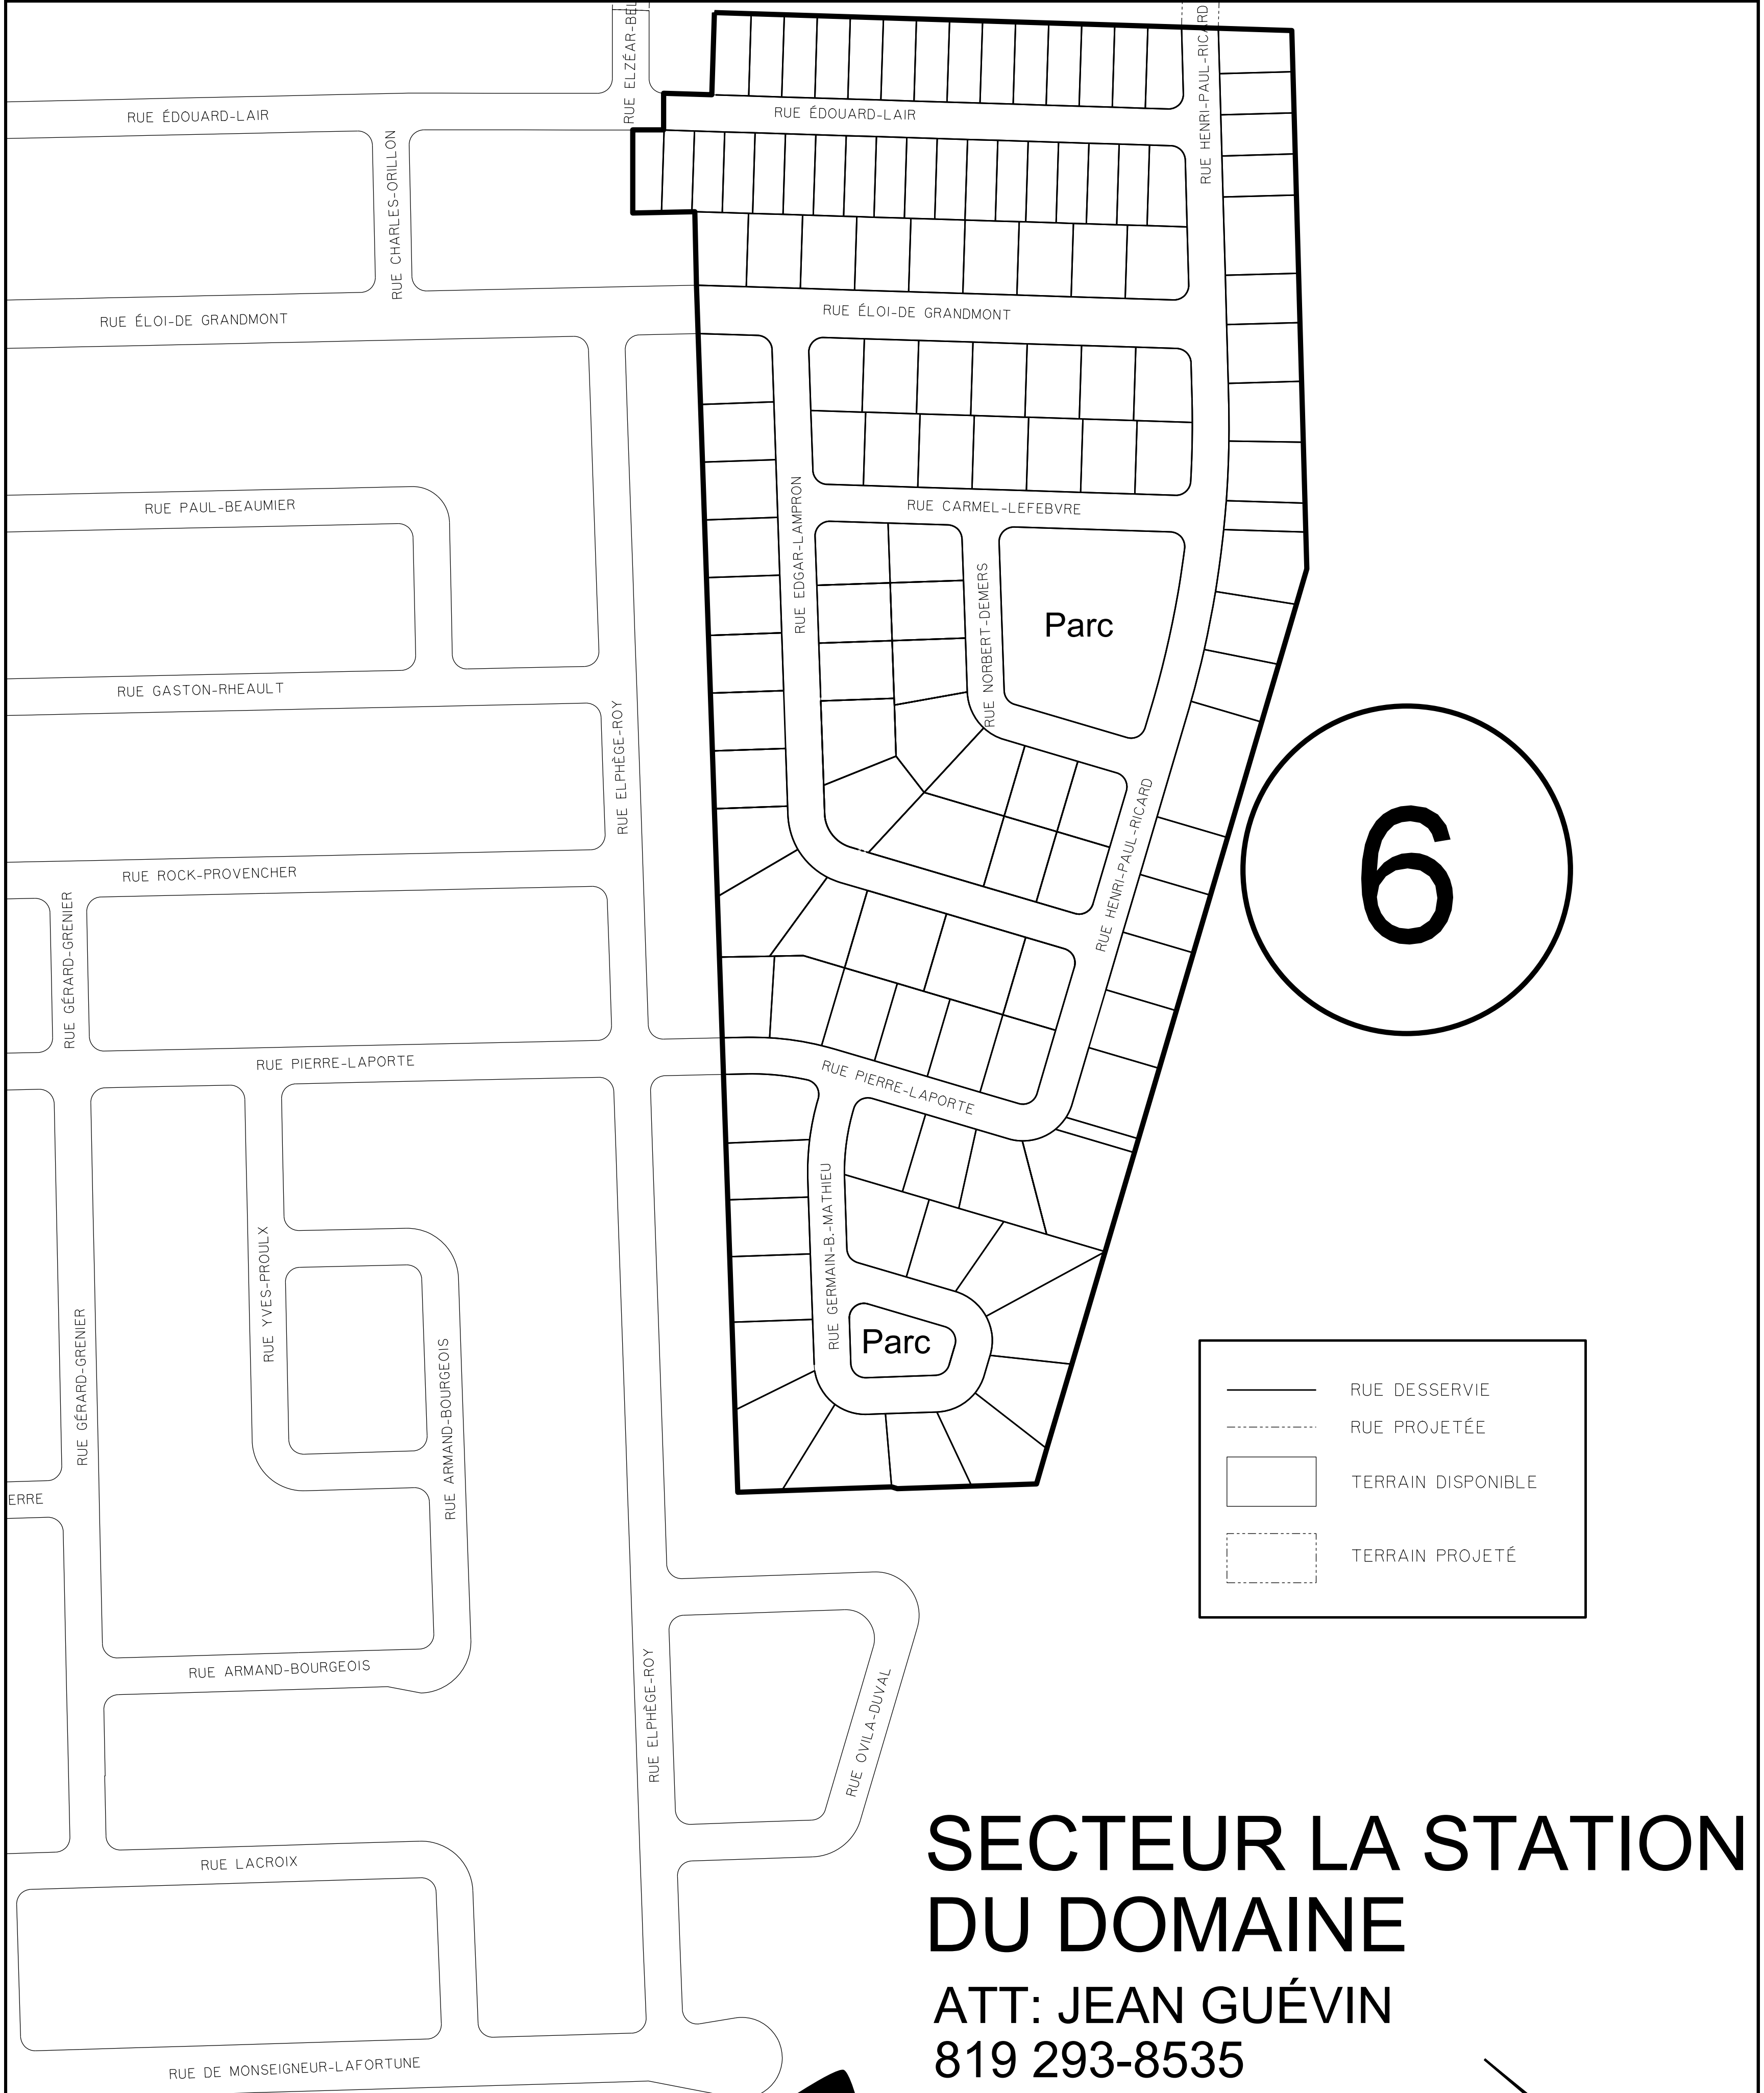 RUE ELZÉAR-BEL
RUE HENRI-PAUL-RICARD
RUE ÉDOUARD-LAIR
RUE ÉDOUARD-LAIR
RUE CHARLES-ORILLON
RUE ÉLOI-DE GRANDMONT
RUE ÉLOI-DE GRANDMONT
RUE PAUL-BEAUMIER
RUE EDGAR-LAMPRON
RUE CARMEL-LEFEBVRE
RUE NORBERT-DEMERS
Parc
RUE GASTON-RHEAULT
RUE ELPHÈGE-ROY
RUE HENRI-PAUL-RICARD
6
RUE ROCK-PROVENCHER
RUE GÉRARD-GRENIER
RUE PIERRE-LAPORTE
RUE PIERRE-LAPORTE
RUE GERMAIN-B.-MATHIEU
RUE YVES-PROULX
Parc
RUE GÉRARD-GRENIER
RUE ARMAND-BOURGEOIS
RUE DESSERVIE
RUE PROJETÉE
TERRAIN DISPONIBLE
TERRAIN PROJETÉ
ERRE
RUE ARMAND-BOURGEOIS
RUE ELPHÈGE-ROY
RUE OVILA-DUVAL
RUE LACROIX
SECTEUR LA STATION
DU DOMAINE
ATT: JEAN GUÉVIN
819 293-8535
RUE DE MONSEIGNEUR-LAFORTUNE